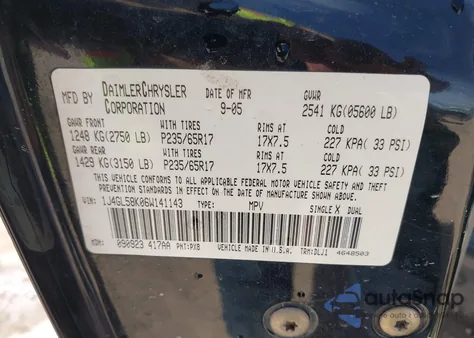 MFD BY DAIMLERCHRYSLER CORPORATION DATE OF MFR 9-05 GVWR 2541 KG(05600 LB)
GAWR FRONT WITH TIRES RIMS AT COLD
1248 KG(2750 LB) P235/65R17 17X7.5 227 KPA( 33 PSI)
GAWR REAR WITH TIRES RIMS AT COLD
1429 KG(3150 LB) P235/65R17 17X7.5 227 KPA( 33 PSI)
THIS VEHICLE CONFORMS TO ALL APPLICABLE FEDERAL MOTOR VEHICLE SAFETY, BUMPER, AND THEFT
PREVENTION STANDARDS IN EFFECT ON THE DATE OF MANUFACTURE SHOWN ABOVE.
VIN: 1J4GL58K06W141143 TYPE: MPV SINGLE X DUAL
MDH: 090923 417AA PNT:PXB VEHICLE MADE IN U.S.A. TRM:DLJ1 4648503
autoSnap